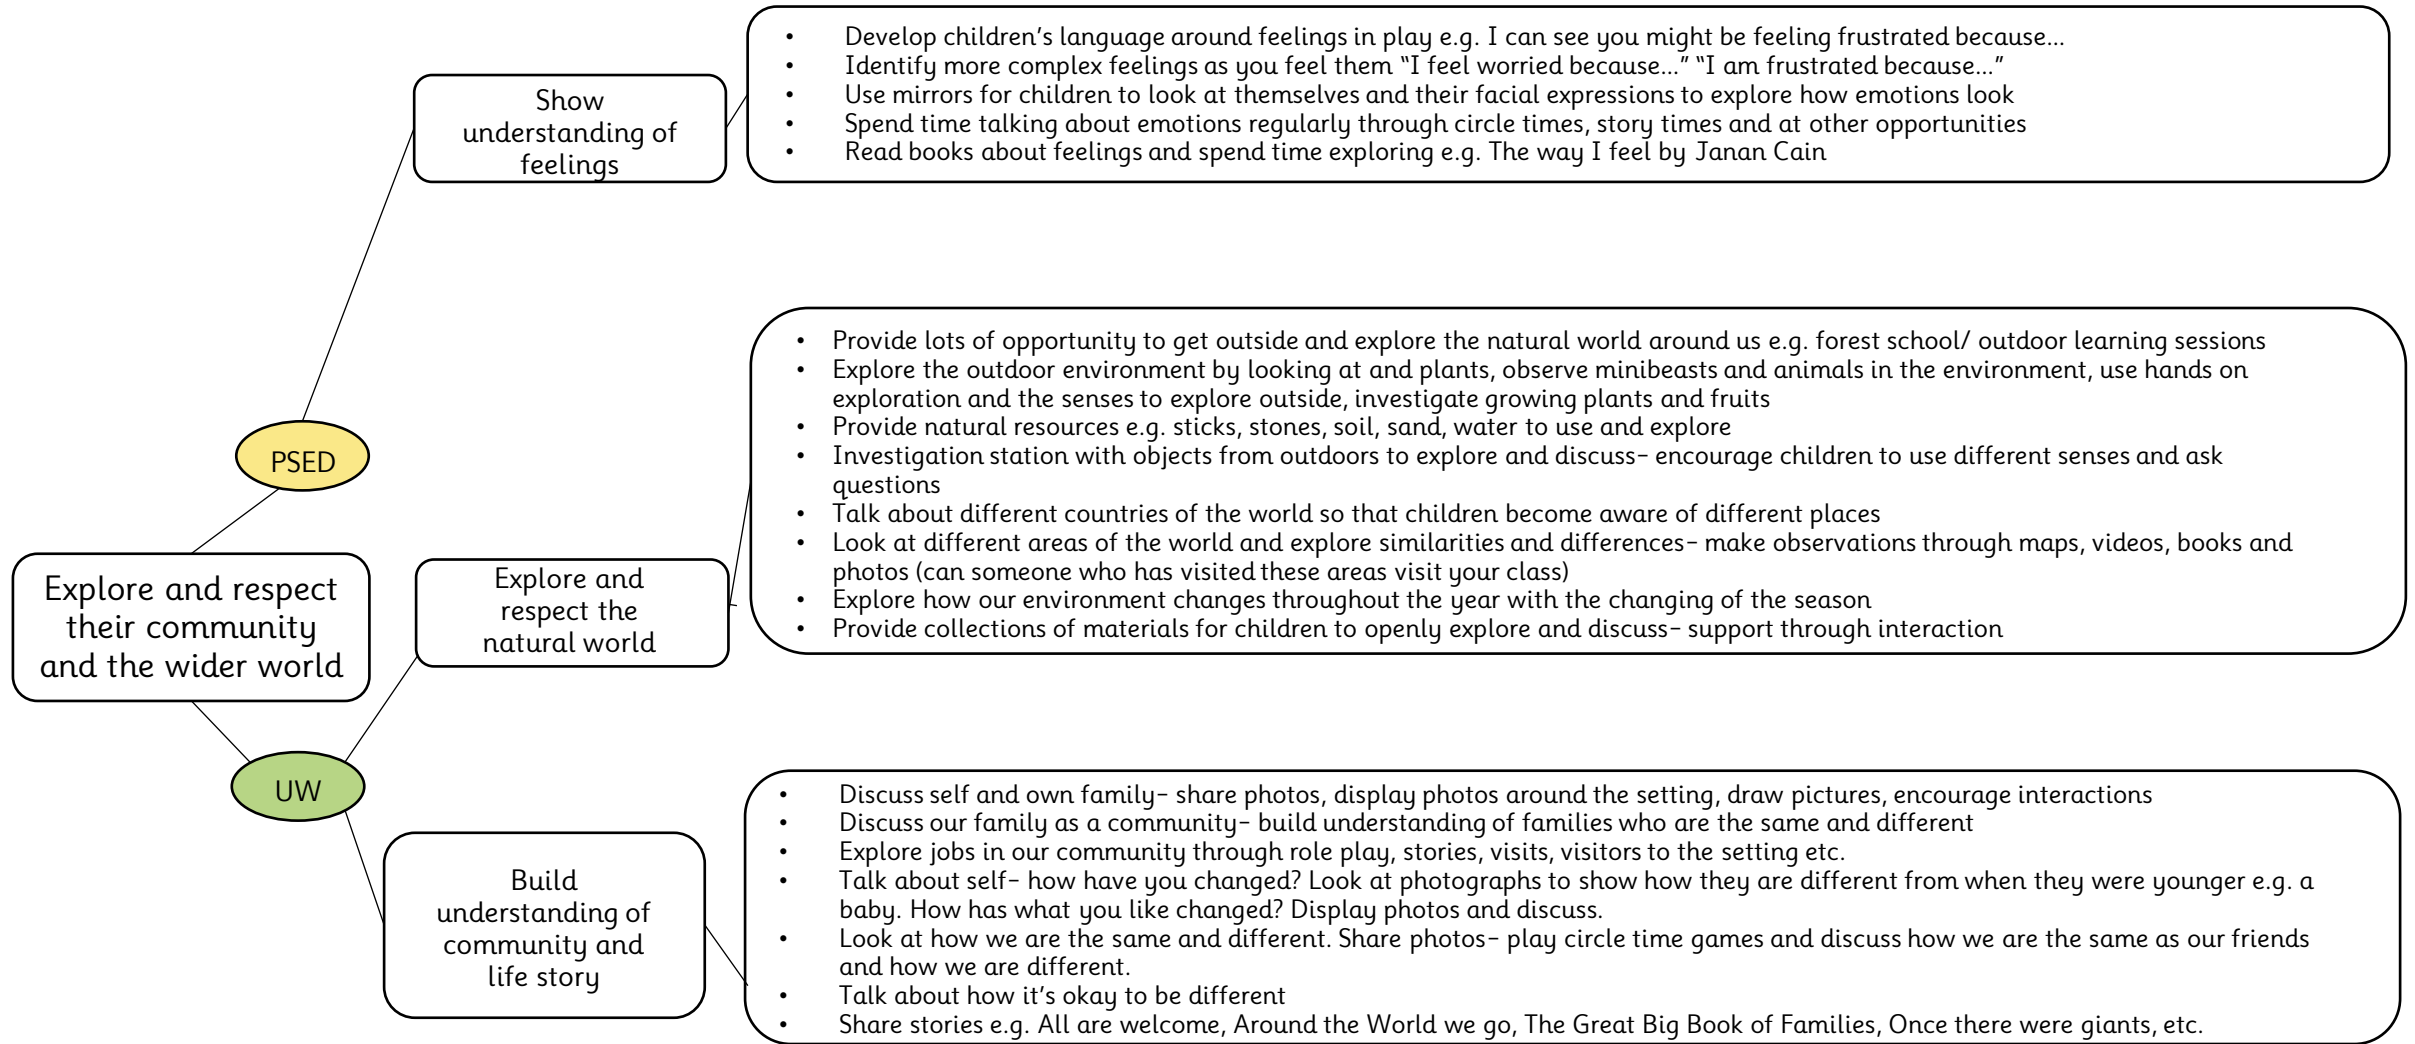 Show
understanding of
feelings
• Develop children’s language around feelings in play e.g. I can see you might be feeling frustrated because…
• Identify more complex feelings as you feel them “I feel worried because…” “I am frustrated because…”
• Use mirrors for children to look at themselves and their facial expressions to explore how emotions look
• Spend time talking about emotions regularly through circle times, story times and at other opportunities
• Read books about feelings and spend time exploring e.g. The way I feel by Janan Cain
PSED
Explore and respect
their community
and the wider world
UW
Explore and
respect the
natural world
• Provide lots of opportunity to get outside and explore the natural world around us e.g. forest school/ outdoor learning sessions
• Explore the outdoor environment by looking at and plants, observe minibeasts and animals in the environment, use hands on
exploration and the senses to explore outside, investigate growing plants and fruits
• Provide natural resources e.g. sticks, stones, soil, sand, water to use and explore
• Investigation station with objects from outdoors to explore and discuss– encourage children to use different senses and ask
questions
• Talk about different countries of the world so that children become aware of different places
• Look at different areas of the world and explore similarities and differences– make observations through maps, videos, books and
photos (can someone who has visited these areas visit your class)
• Explore how our environment changes throughout the year with the changing of the season
• Provide collections of materials for children to openly explore and discuss– support through interaction
Build
understanding of
community and
life story
• Discuss self and own family– share photos, display photos around the setting, draw pictures, encourage interactions
• Discuss our family as a community– build understanding of families who are the same and different
• Explore jobs in our community through role play, stories, visits, visitors to the setting etc.
• Talk about self– how have you changed? Look at photographs to show how they are different from when they were younger e.g. a
baby. How has what you like changed? Display photos and discuss.
• Look at how we are the same and different. Share photos– play circle time games and discuss how we are the same as our friends
and how we are different.
• Talk about how it’s okay to be different
• Share stories e.g. All are welcome, Around the World we go, The Great Big Book of Families, Once there were giants, etc.